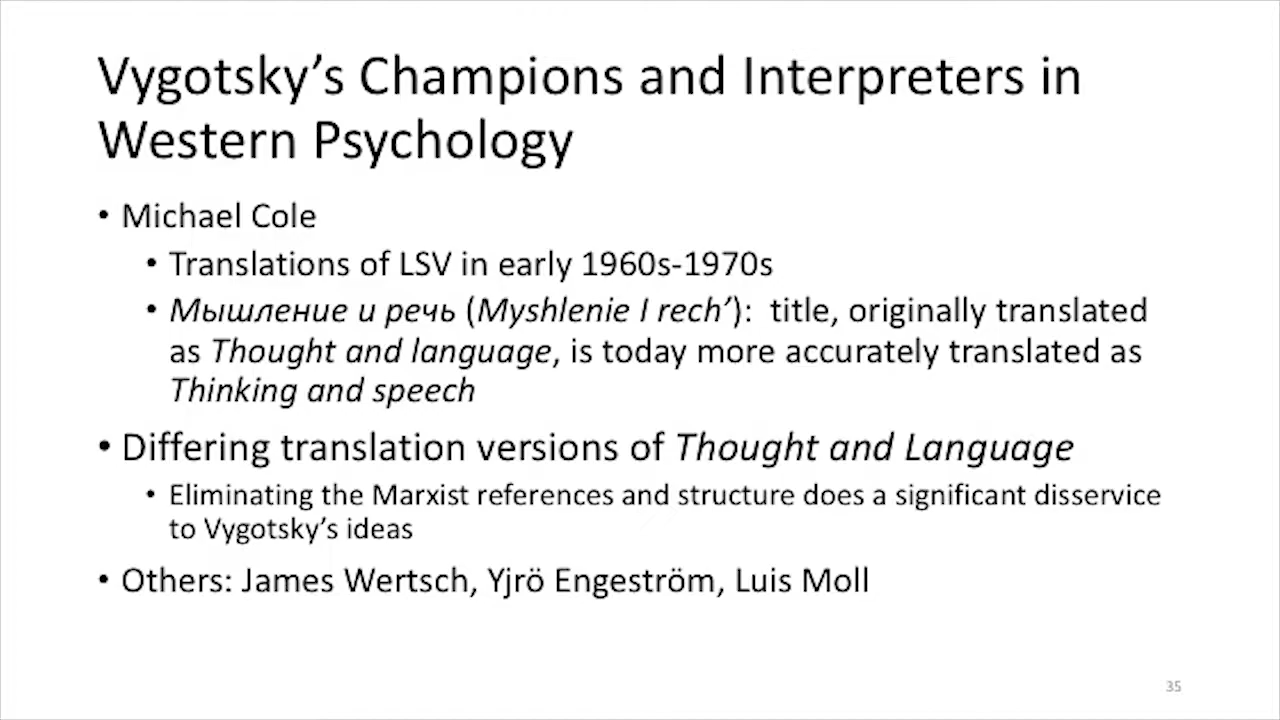 Vygotsky’s Champions and Interpreters in
Western Psychology
• Michael Cole
• Translations of LSV in early 1960s-1970s
• Мышление и речь (Myshlenie I rech’):  title, originally translated
as Thought and language, is today more accurately translated as
Thinking and speech
• Differing translation versions of Thought and Language
• Eliminating the Marxist references and structure does a significant disservice
to Vygotsky’s ideas
• Others: James Wertsch, Yjrö Engeström, Luis Moll
35